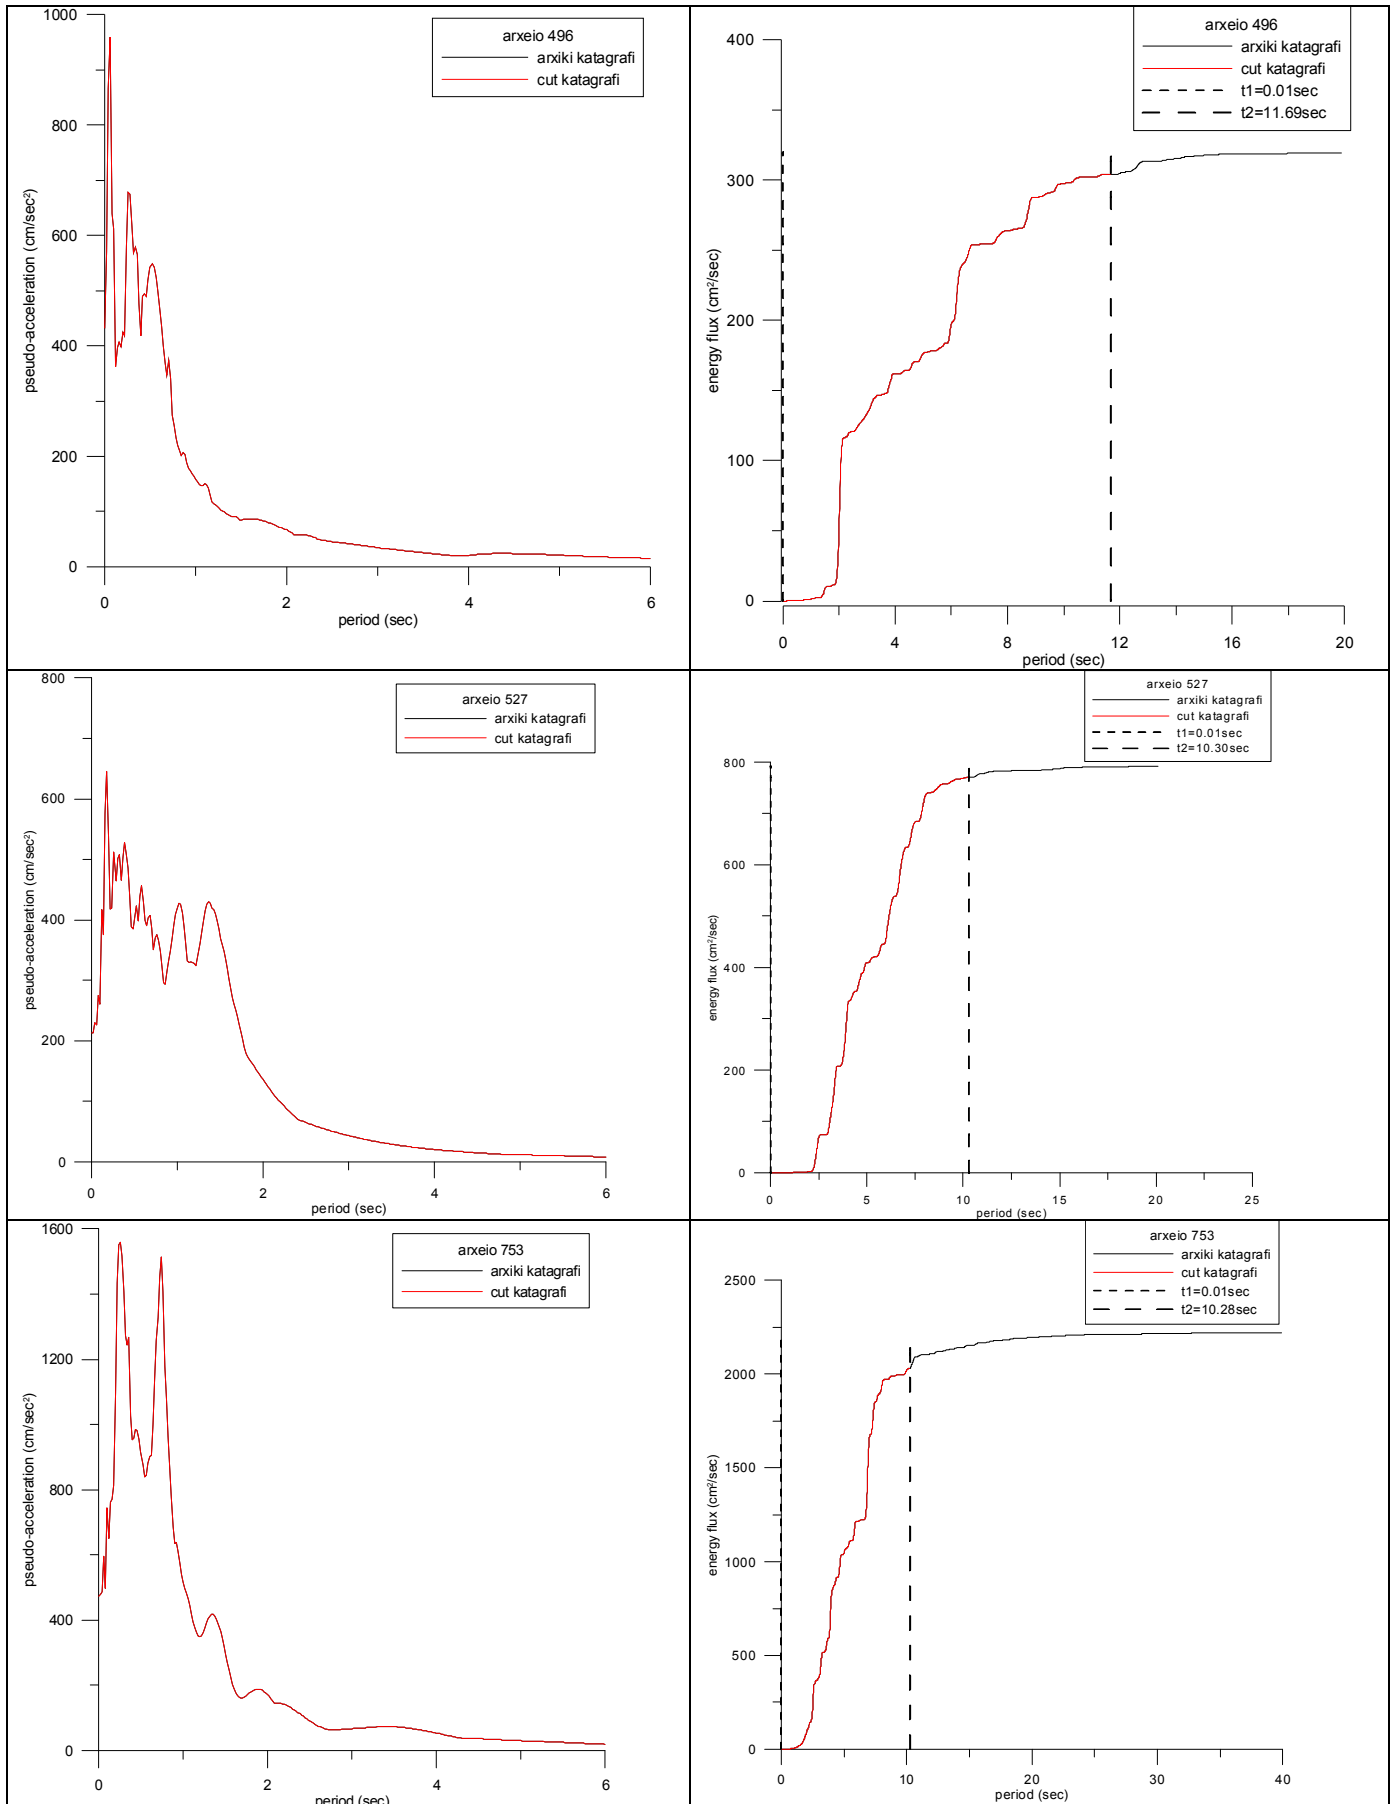 1000
800
600
400
200
0
pseudo-acceleration (cm/sec²)
0 2 4 6
period (sec)
arxeio 496
arxiki katagrafi
cut katagrafi
400
300
200
100
0
energy flux (cm²/sec)
0 4 8 12 16 20
period (sec)
arxeio 496
arxiki katagrafi
cut katagrafi
t1=0.01sec
t2=11.69sec
800
600
400
200
0
pseudo-acceleration (cm/sec²)
0 2 4 6
period (sec)
arxeio 527
arxiki katagrafi
cut katagrafi
800
600
400
200
0
energy flux (cm²/sec)
0 5 10 15 20 25
period (sec)
arxeio 527
arxiki katagrafi
cut katagrafi
t1=0.01sec
t2=10.30sec
1600
1200
800
400
0
pseudo-acceleration (cm/sec²)
0 2 4 6
period (sec)
arxeio 753
arxiki katagrafi
cut katagrafi
2500
2000
1500
1000
500
0
energy flux (cm²/sec)
0 10 20 30 40
period (sec)
arxeio 753
arxiki katagrafi
cut katagrafi
t1=0.01sec
t2=10.28sec